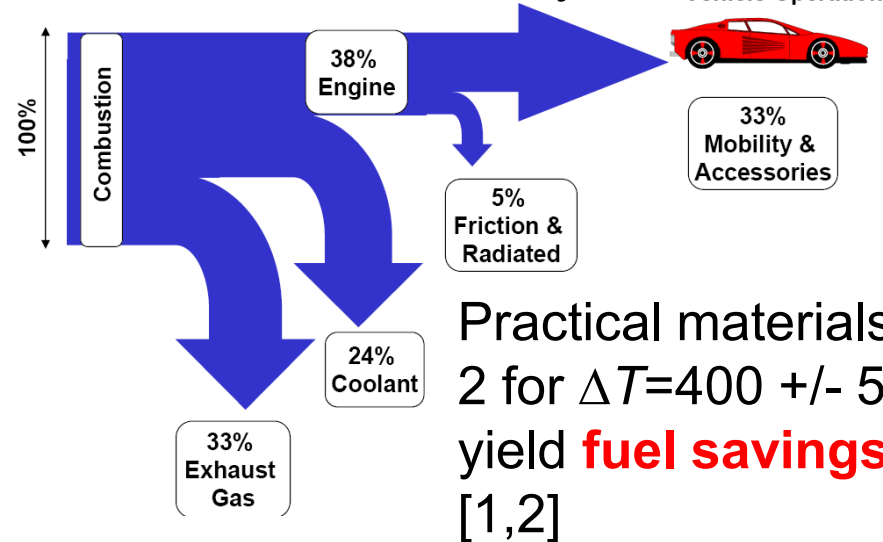 100%
Combustion
38%
Engine
33%
Mobility &
Accessories
5%
Friction &
Radiated
24%
Coolant
33%
Exhaust
Gas
Practical materials
2 for ΔT=400 +/- 5
yield fuel savings
[1,2]